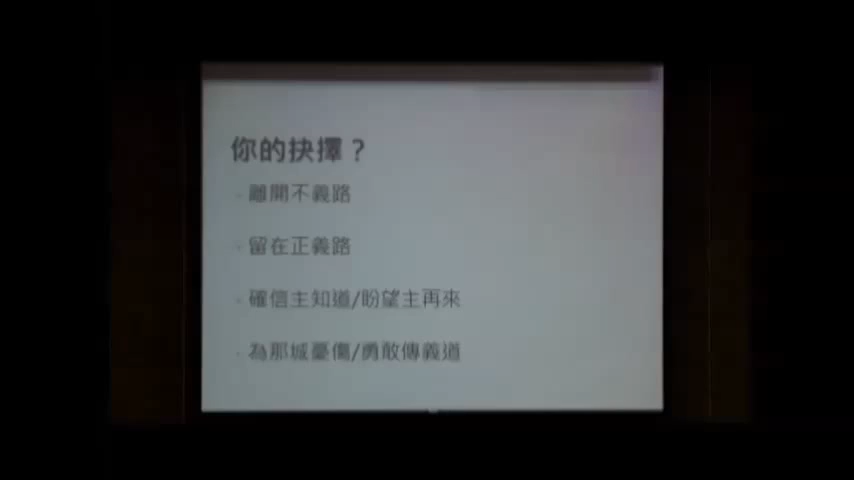 你的抉擇？
離開不義路
留在正義路
確信主知道/盼望主再來
為那城憂傷/勇敢傳義道